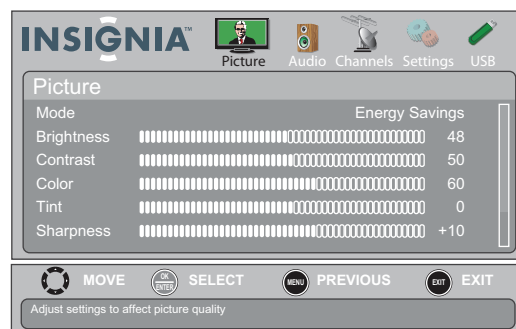 INSIGNIA™
Picture Audio Channels Settings USB
Picture
Mode Energy Savings
Brightness 48
Contrast 50
Color 60
Tint 0
Sharpness +10
MOVE OK ENTER SELECT MENU PREVIOUS EXIT EXIT
Adjust settings to affect picture quality